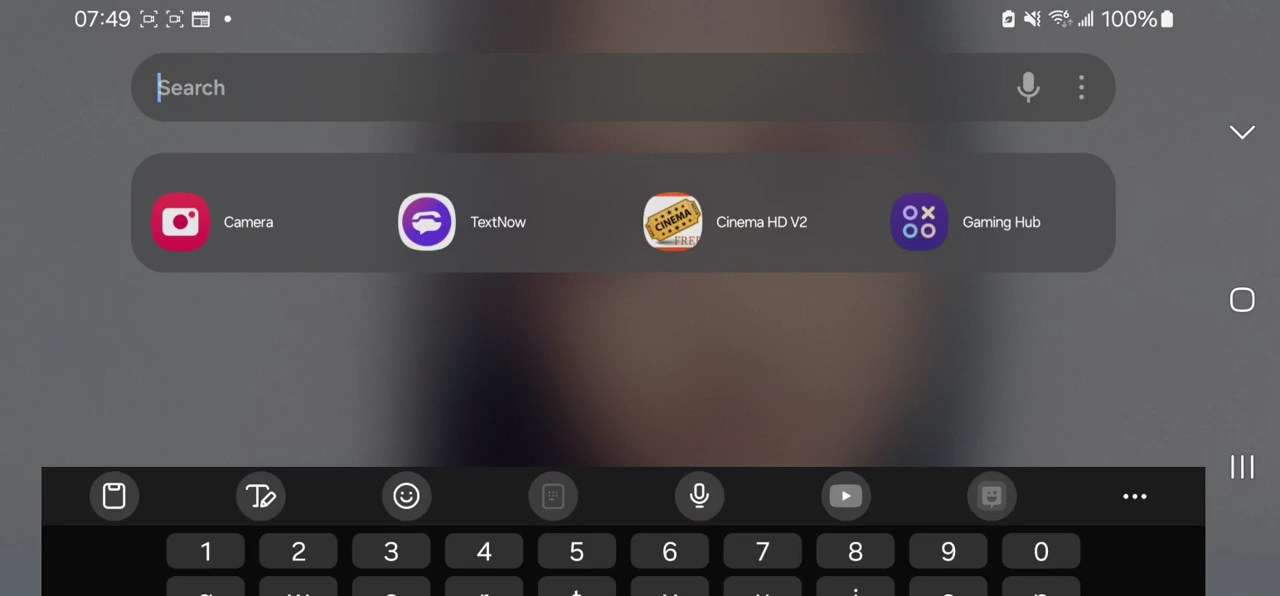 07:49 100%
Search
Camera TextNow Cinema HD V2 Gaming Hub
CINEMA
FREE
1 2 3 4 5 6 7 8 9 0